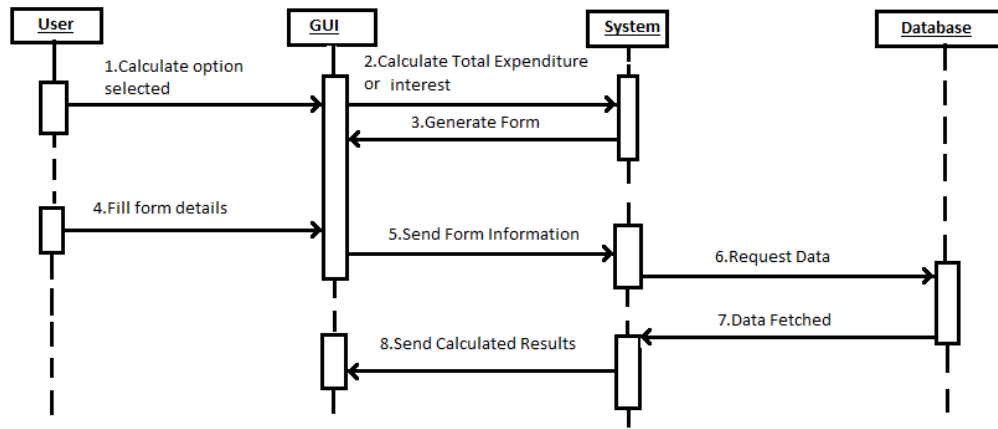 User
GUI
System
Database
1.Calculate option
selected
2.Calculate Total Expenditure
or interest
3.Generate Form
4.Fill form details
5.Send Form Information
6.Request Data
7.Data Fetched
8.Send Calculated Results